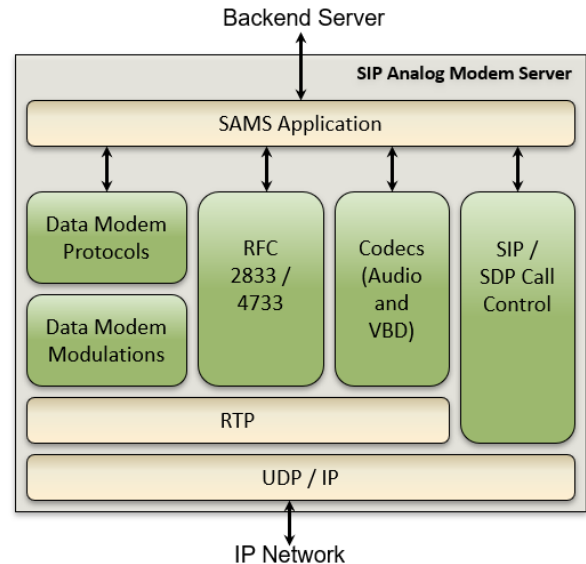 Backend Server
SIP Analog Modem Server
SAMS Application
Data Modem
Protocols
Data Modem
Modulations
RFC
2833 /
4733
Codecs
(Audio
and
VBD)
SIP /
SDP Call
Control
RTP
UDP / IP
IP Network